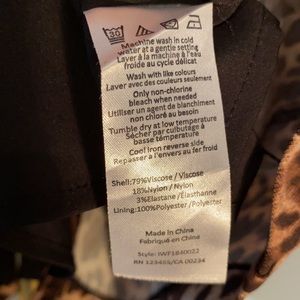 30
Machine wash in cold
water at a gentle setting
Laver à la machine à l'eau
froide au cycle délicat
Wash with like colours
Laver avec des couleurs seulement
Only non-chlorine
bleach when needed
Utiliser un agent de blanchiment
non chloré au besoin
Tumble dry at low temperature
Sécher par culbutage à
basse température
Cool iron reverse side
Repasser à l'envers au fer froid
Shell:79%Viscose / Viscose
18%Nylon / Nylon
3%Elastane /Élasthanne
Lining:100%Polyester /Polyester
Made in China
Fabriqué en Chine
Style: IWF1840022
RN 123455/CA 00234